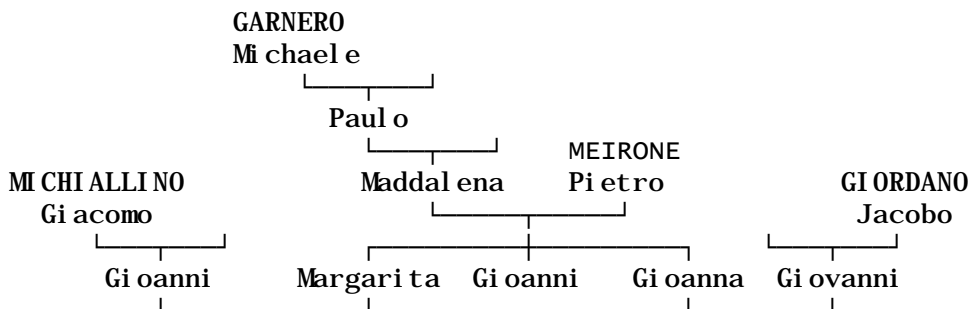 GARNERO
Michaele
Paulo
MEIRONE
MICHIALLINO Maddalena Pietro GIORDANO
Giacomo Jacobo
Gioanni Margarita Gioanni Gioanna Giovanni